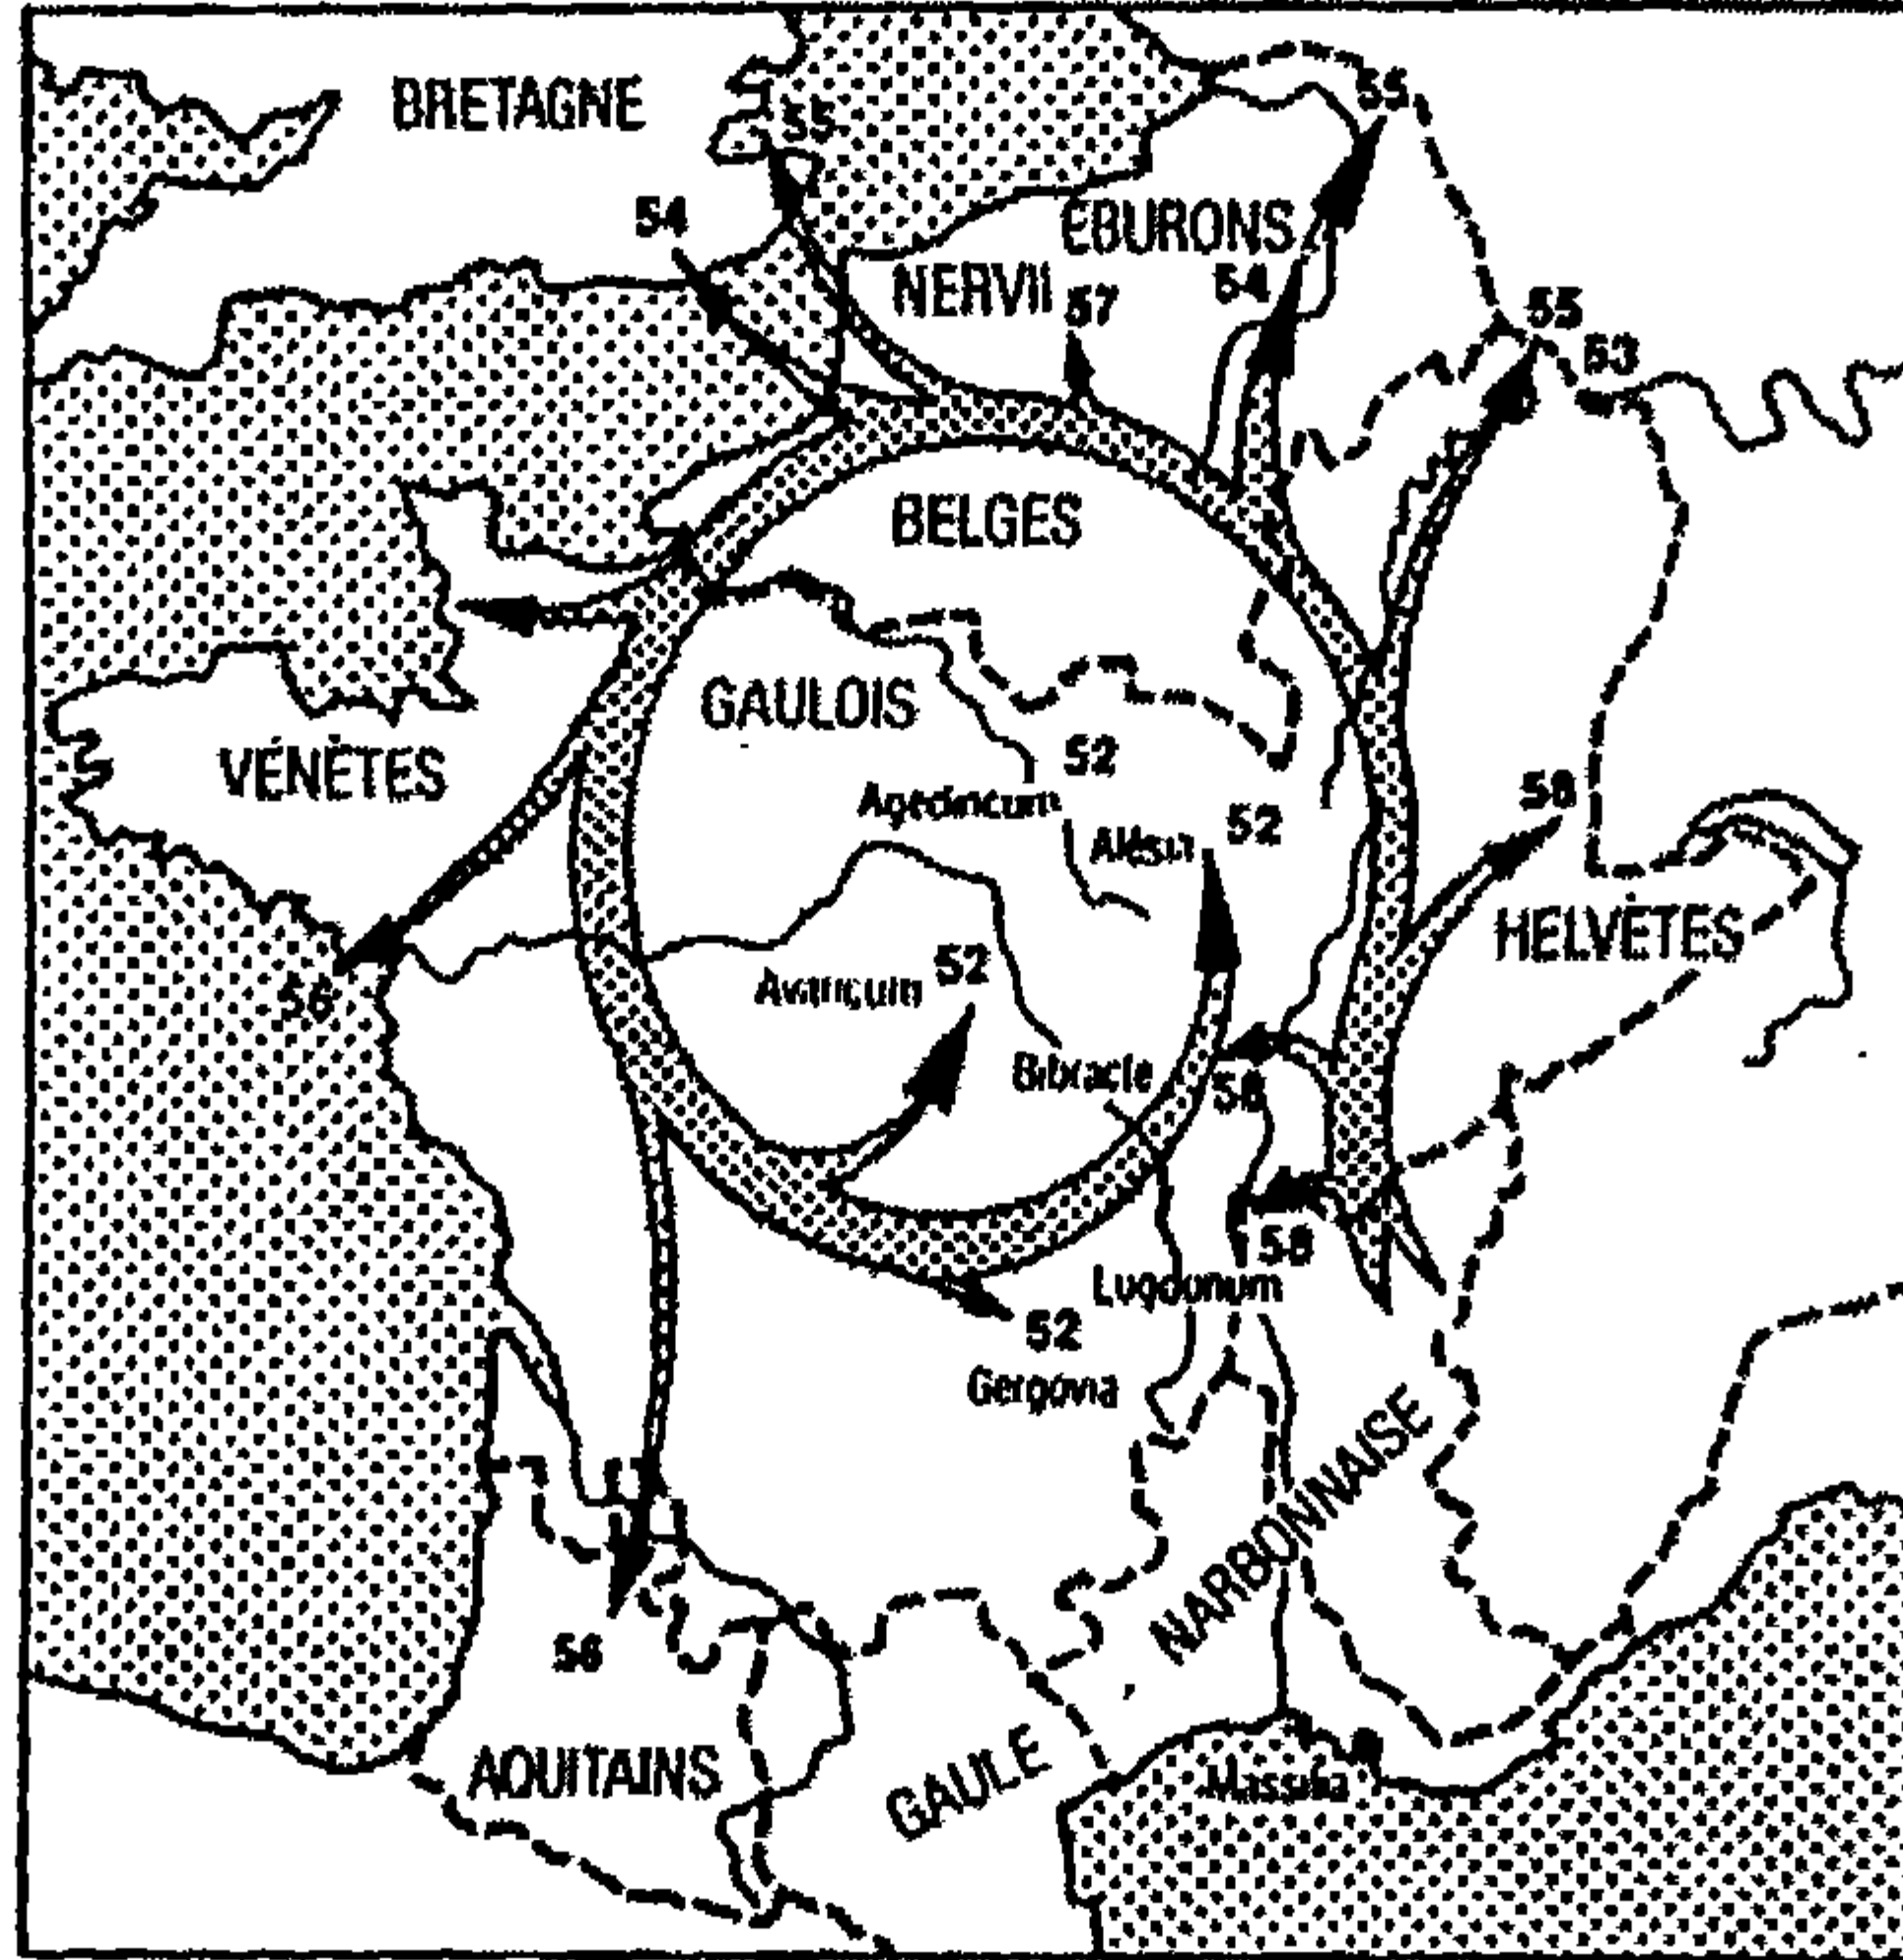 BRETAGNE
55
55
54
EBURONS
NERVII
57
54
55
53
BELGES
GAULOIS
VÉNÈTES
52
Agedincum
Alésia
52
58
HELVÈTES
52
Avaricum
56
Bibracte
58
58
Lugdunum
52
Gergovia
NARBONNAISE
56
AQUITAINS
GAULE
Massilia